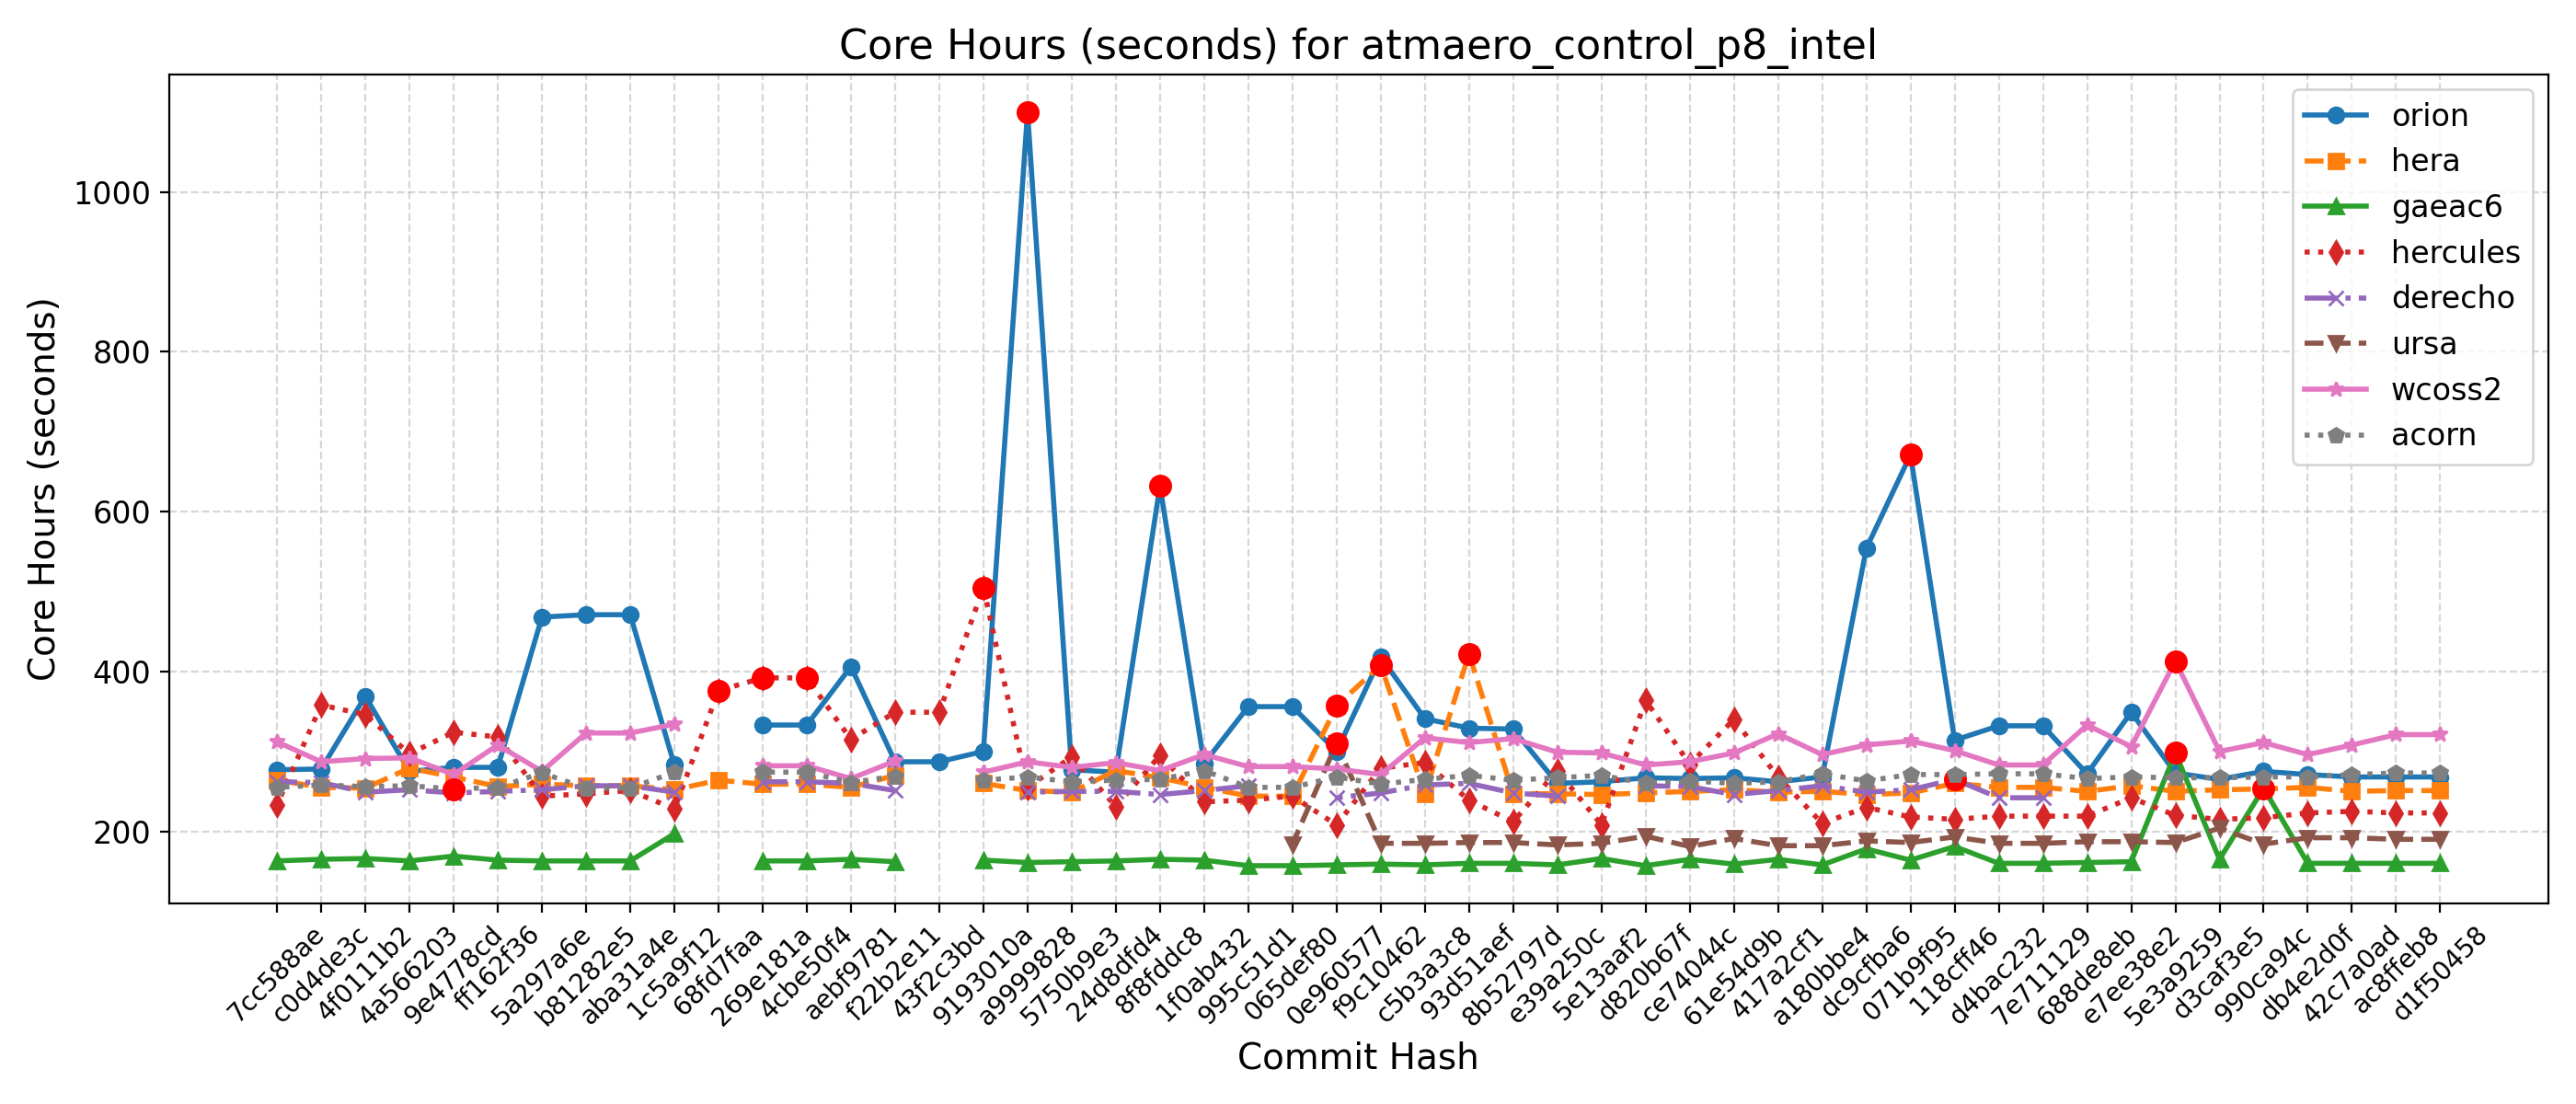 Core Hours (seconds) for atmaero_control_p8_intel
Core Hours (seconds)
1000
800
600
400
200
orion
hera
gaeac6
hercules
derecho
ursa
wcoss2
acorn
7cc588ae
c0d4de3c
4f0111b2
4a566203
9e4778cd
ff162f36
5a297a6e
b81282e5
aba31a4e
1c5a9f12
68fd7faa
269e181a
4cbe50f4
aebf9781
f22b2e11
43f2c3bd
9193010a
a9999828
5750b9e3
24d8dfd4
8f8fddc8
1f0ab432
995c51d1
065def80
0e960577
f9c10462
c5b3a3c8
93d51aef
8b52797d
e39a250c
5e13aaf2
d820b67f
ce74044c
61e54d9b
417a2cf1
a180bbe4
dc9cfba6
071b9f95
118cff46
d4bac232
7e711129
688de8eb
e7ee38e2
5e3a9259
d3caf3e5
990ca94c
db4e2d0f
42c7a0ad
ac8ffeb8
d1f50458
Commit Hash